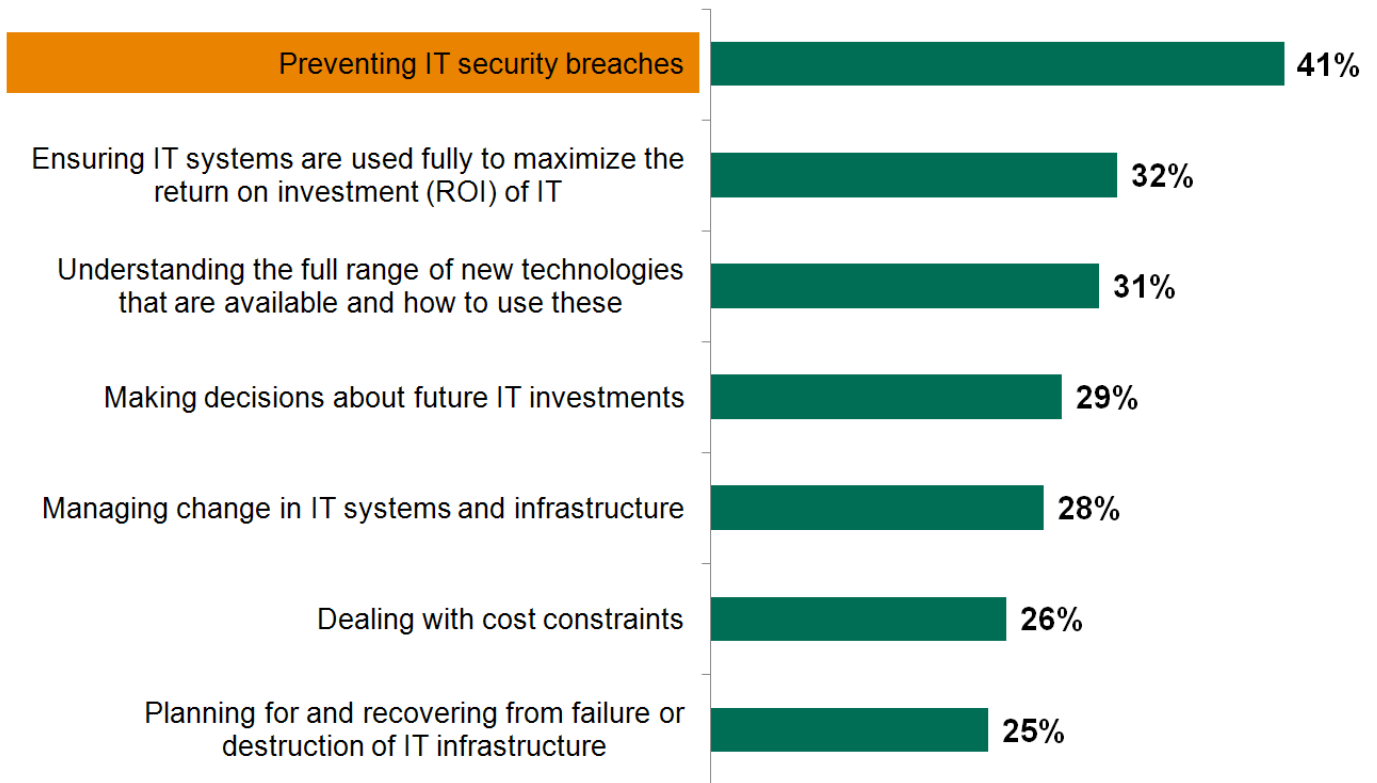 Preventing IT security breaches
41%
Ensuring IT systems are used fully to maximize the
return on investment (ROI) of IT
32%
Understanding the full range of new technologies
that are available and how to use these
31%
Making decisions about future IT investments
29%
Managing change in IT systems and infrastructure
28%
Dealing with cost constraints
26%
Planning for and recovering from failure or
destruction of IT infrastructure
25%